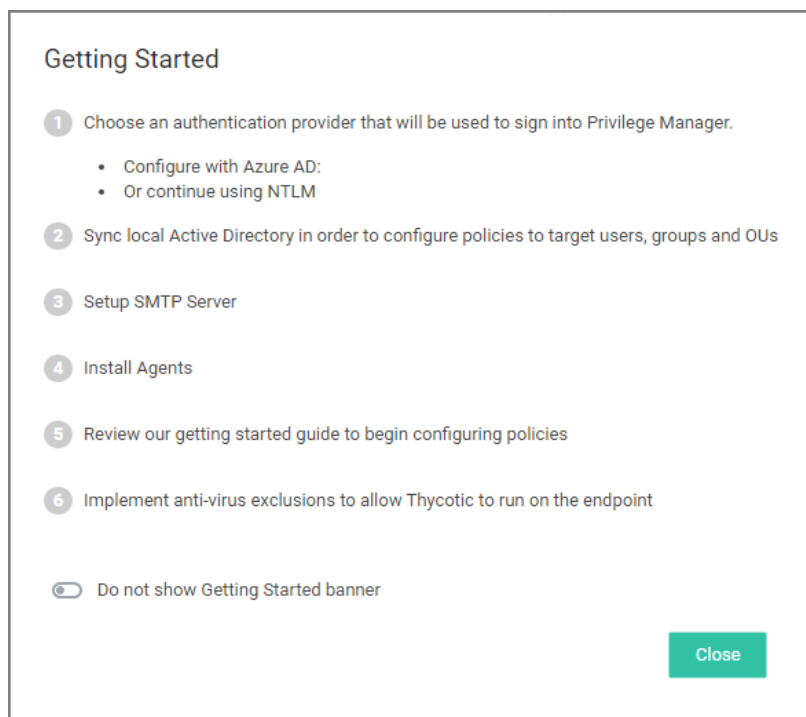 Getting Started
1 Choose an authentication provider that will be used to sign into Privilege Manager.
• Configure with Azure AD:
• Or continue using NTLM
2 Sync local Active Directory in order to configure policies to target users, groups and OUs
3 Setup SMTP Server
4 Install Agents
5 Review our getting started guide to begin configuring policies
6 Implement anti-virus exclusions to allow Thycotic to run on the endpoint
Do not show Getting Started banner
Close